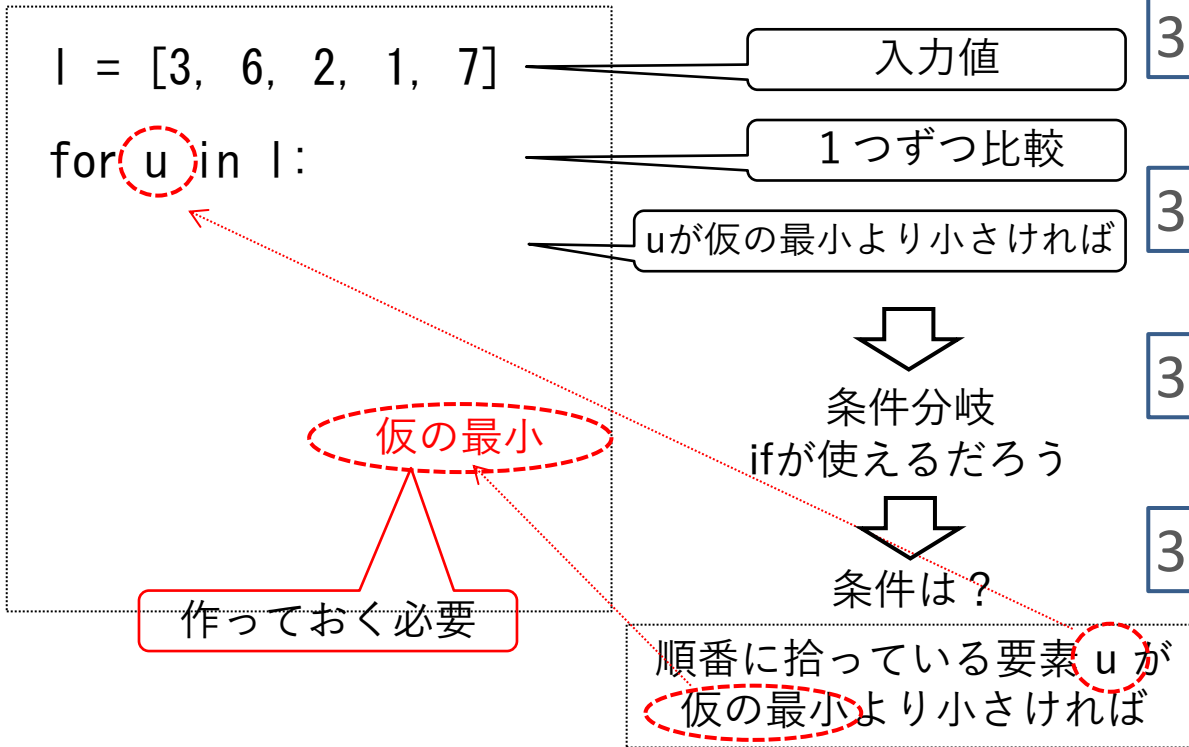 l = [3, 6, 2, 1, 7]
入力値
3
for u in l:
1つずつ比較
3
uが仮の最小より小さければ
3
条件分岐
ifが使えるだろう
仮の最小
3
条件は？
作っておく必要
順番に拾っている要素 u が
仮の最小より小さければ